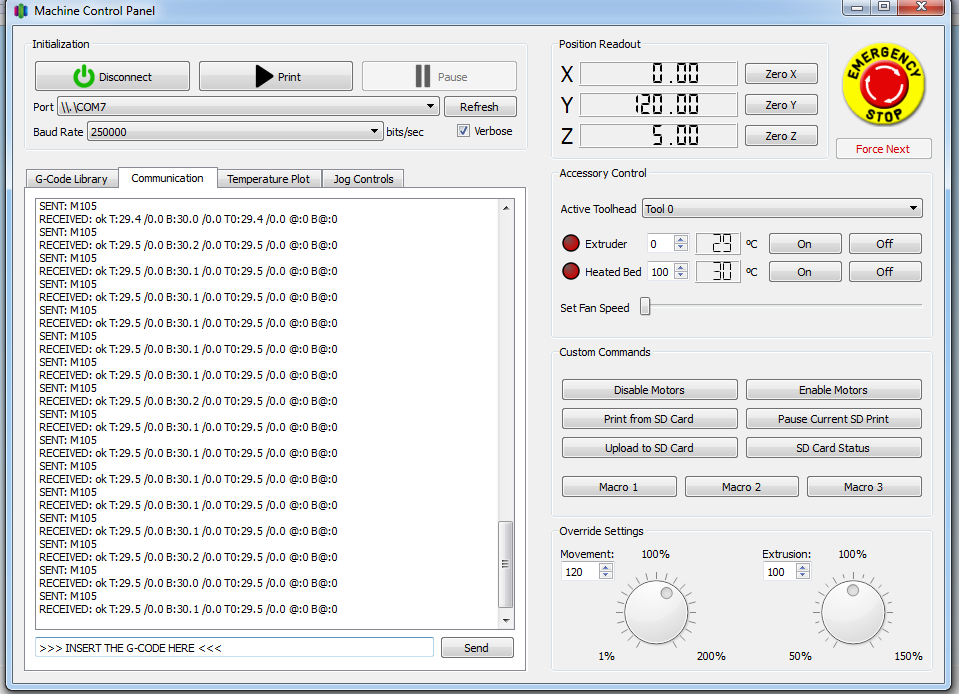 Machine Control Panel
Initialization
Disconnect
Print
Pause
Port
\\.\COM7
Refresh
Baud Rate
250000
bits/sec
Verbose
G-Code Library
Communication
Temperature Plot
Jog Controls
SENT: M105
RECEIVED: ok T:29.4 /0.0 B:30.0 /0.0 T0:29.4 /0.0 @:0 B@:0
SENT: M105
RECEIVED: ok T:29.5 /0.0 B:30.2 /0.0 T0:29.5 /0.0 @:0 B@:0
SENT: M105
RECEIVED: ok T:29.5 /0.0 B:30.1 /0.0 T0:29.5 /0.0 @:0 B@:0
SENT: M105
RECEIVED: ok T:29.5 /0.0 B:30.1 /0.0 T0:29.5 /0.0 @:0 B@:0
SENT: M105
RECEIVED: ok T:29.5 /0.0 B:30.1 /0.0 T0:29.5 /0.0 @:0 B@:0
SENT: M105
RECEIVED: ok T:29.5 /0.0 B:30.1 /0.0 T0:29.5 /0.0 @:0 B@:0
SENT: M105
RECEIVED: ok T:29.5 /0.0 B:30.1 /0.0 T0:29.5 /0.0 @:0 B@:0
SENT: M105
RECEIVED: ok T:29.5 /0.0 B:30.2 /0.0 T0:29.5 /0.0 @:0 B@:0
SENT: M105
RECEIVED: ok T:29.5 /0.0 B:30.1 /0.0 T0:29.5 /0.0 @:0 B@:0
SENT: M105
RECEIVED: ok T:29.5 /0.0 B:30.1 /0.0 T0:29.5 /0.0 @:0 B@:0
SENT: M105
RECEIVED: ok T:29.5 /0.0 B:30.1 /0.0 T0:29.5 /0.0 @:0 B@:0
SENT: M105
RECEIVED: ok T:29.5 /0.0 B:30.1 /0.0 T0:29.5 /0.0 @:0 B@:0
SENT: M105
RECEIVED: ok T:29.5 /0.0 B:30.1 /0.0 T0:29.5 /0.0 @:0 B@:0
SENT: M105
RECEIVED: ok T:29.5 /0.0 B:30.2 /0.0 T0:29.5 /0.0 @:0 B@:0
SENT: M105
RECEIVED: ok T:29.5 /0.0 B:30.0 /0.0 T0:29.5 /0.0 @:0 B@:0
SENT: M105
RECEIVED: ok T:29.5 /0.0 B:30.1 /0.0 T0:29.5 /0.0 @:0 B@:0
>>> INSERT THE G-CODE HERE <<<
Send
Position Readout
X 0.00 Zero X
Y 120.00 Zero Y
Z 5.00 Zero Z
EMERGENCY
STOP
Force Next
Accessory Control
Active Toolhead Tool 0
Extruder 0 29 ºC On Off
Heated Bed 100 30 ºC On Off
Set Fan Speed
Custom Commands
Disable Motors
Enable Motors
Print from SD Card
Pause Current SD Print
Upload to SD Card
SD Card Status
Macro 1
Macro 2
Macro 3
Override Settings
Movement: 100%
120
1% 200%
Extrusion: 100%
100
50% 150%